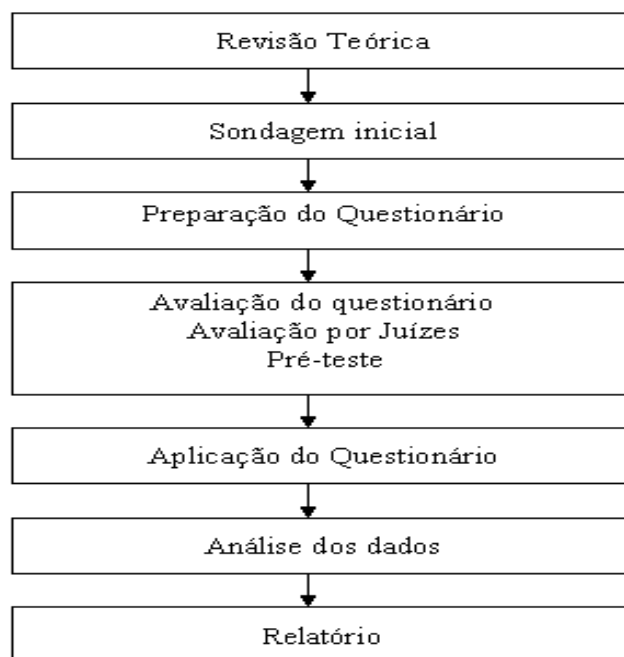 Revisão Teórica
Sondagem inicial
Preparação do Questionário
Avaliação do questionário
Avaliação por Juízes
Pré-teste
Aplicação do Questionário
Análise dos dados
Relatório